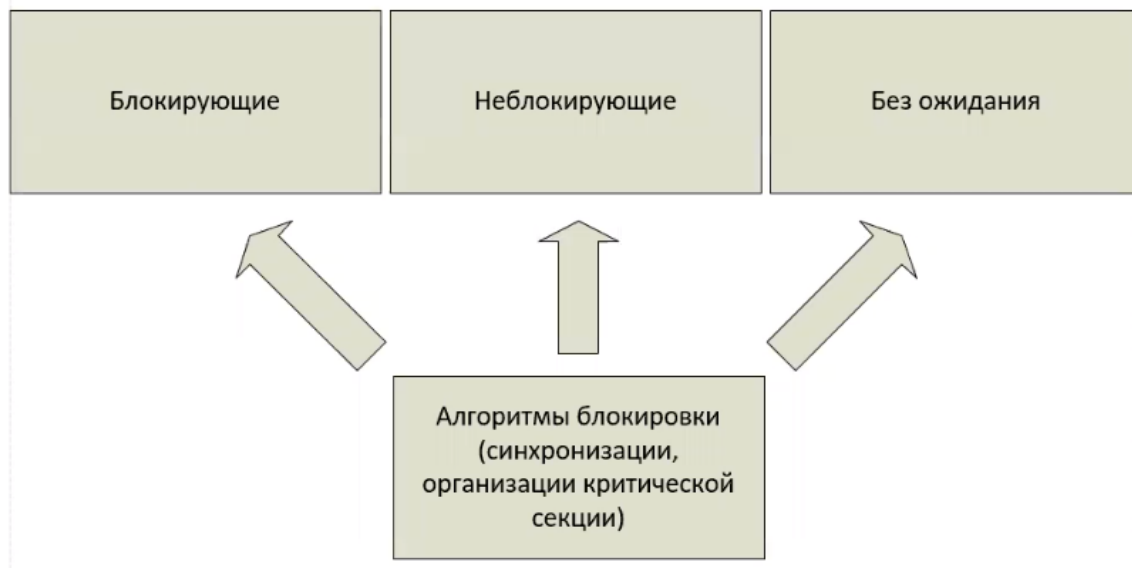 Блокирующие
Неблокирующие
Без ожидания
Алгоритмы блокировки
(синхронизации,
организации критической
секции)